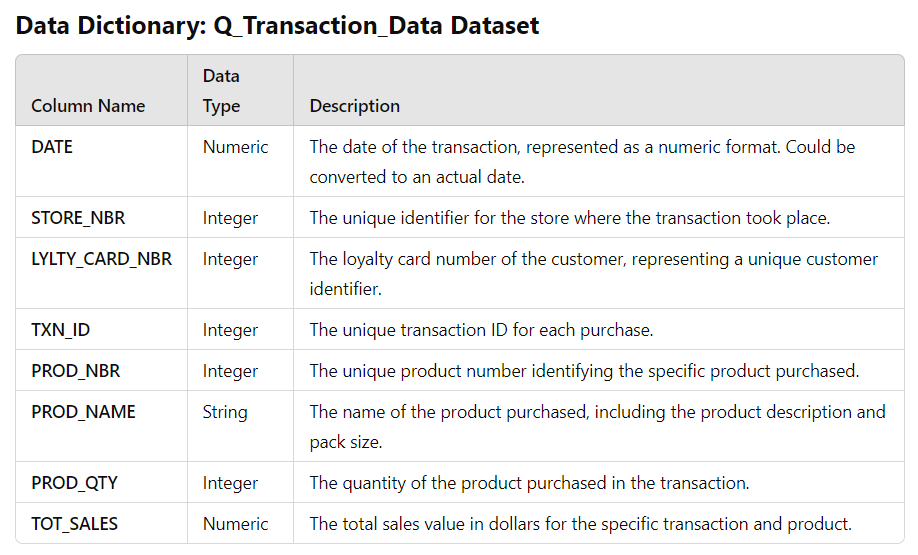 Data Dictionary: Q_Transaction_Data Dataset
Data
Column Name Type Description
DATE Numeric The date of the transaction, represented as a numeric format. Could be
converted to an actual date.
STORE_NBR Integer The unique identifier for the store where the transaction took place.
LYLTY_CARD_NBR Integer The loyalty card number of the customer, representing a unique customer
identifier.
TXN_ID Integer The unique transaction ID for each purchase.
PROD_NBR Integer The unique product number identifying the specific product purchased.
PROD_NAME String The name of the product purchased, including the product description and
pack size.
PROD_QTY Integer The quantity of the product purchased in the transaction.
TOT_SALES Numeric The total sales value in dollars for the specific transaction and product.